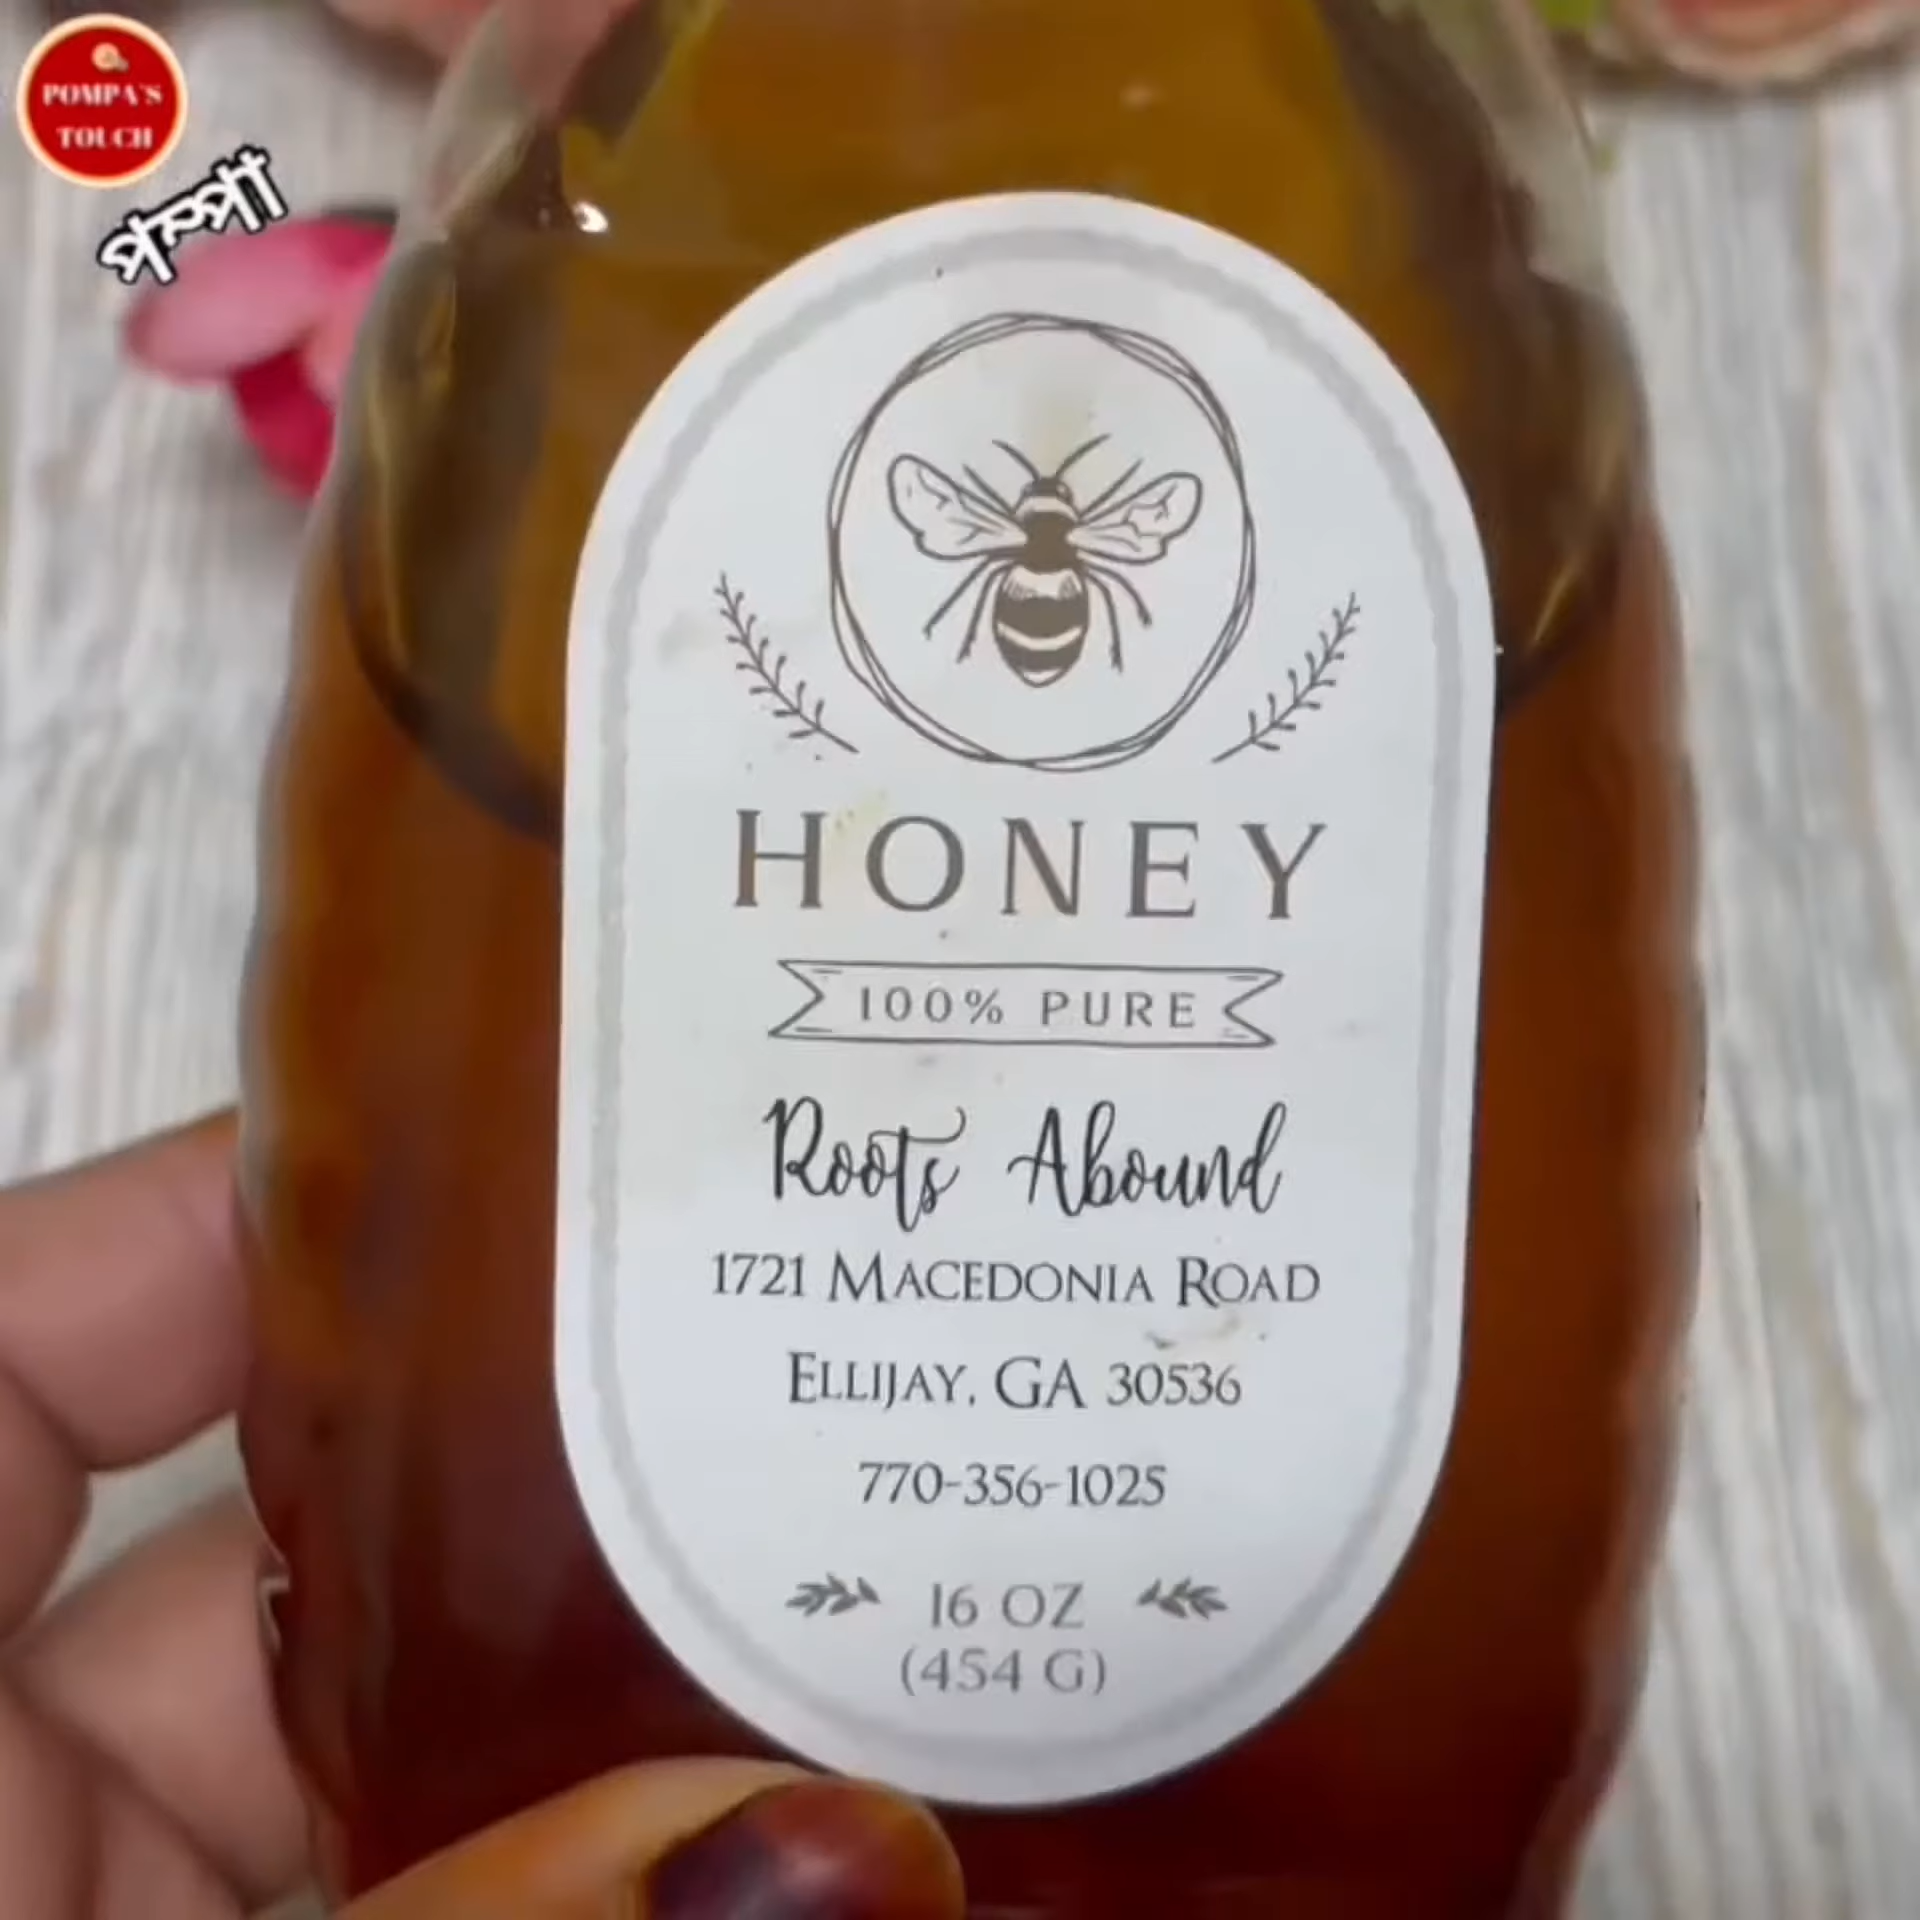 POMPA'S
TOUCH
পম্পা
HONEY
100% PURE
Roots Abound
1721 MACEDONIA ROAD
ELLIJAY, GA 30536
770-356-1025
16 OZ
(454 G)